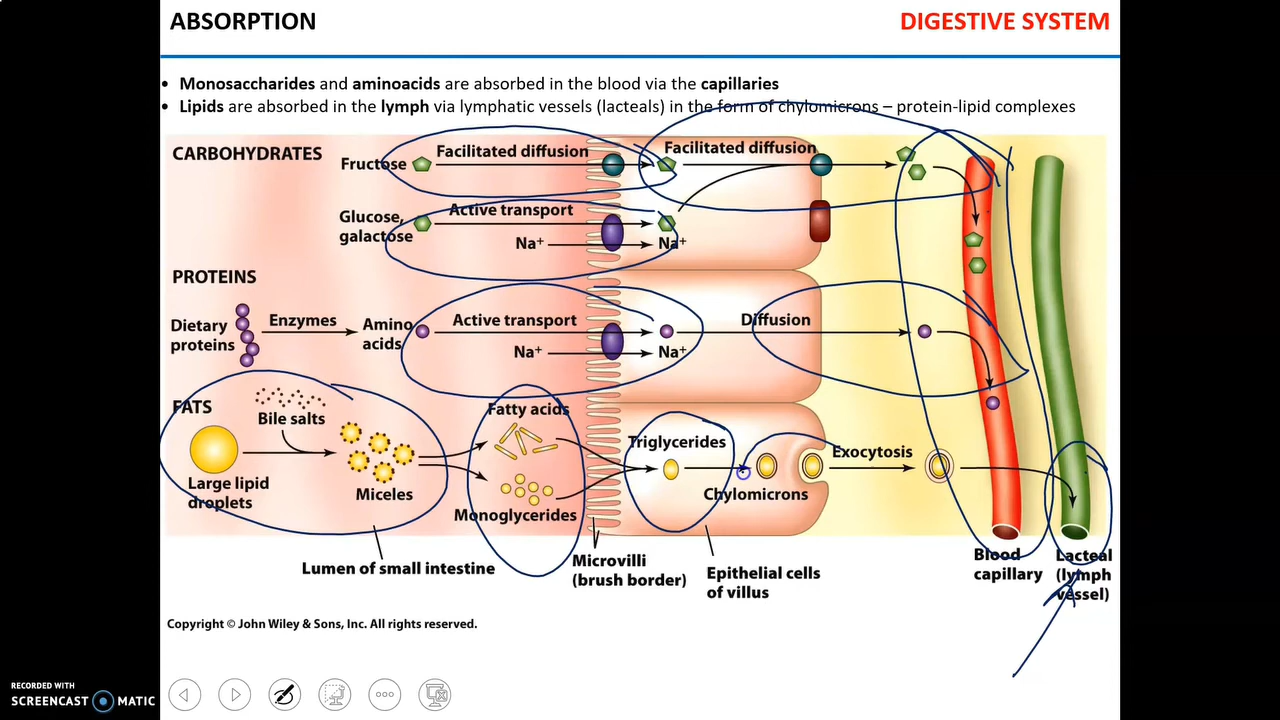 ABSORPTION
DIGESTIVE SYSTEM
• Monosaccharides and aminoacids are absorbed in the blood via the capillaries
• Lipids are absorbed in the lymph via lymphatic vessels (lacteals) in the form of chylomicrons – protein-lipid complexes
CARBOHYDRATES
Fructose
Facilitated diffusion
Facilitated diffusion
Glucose,
galactose
Active transport
Na+
Na+
PROTEINS
Dietary
proteins
Enzymes
Amino
acids
Active transport
Na+
Na+
Diffusion
FATS
Bile salts
Large lipid
droplets
Miceles
Fatty acids
Monoglycerides
Triglycerides
Chylomicrons
Exocytosis
Lumen of small intestine
Microvilli
(brush border)
Epithelial cells
of villus
Blood
capillary
Lacteal
(lymph
vessel)
Copyright © John Wiley & Sons, Inc. All rights reserved.
RECORDED WITH
SCREENCAST MATIC